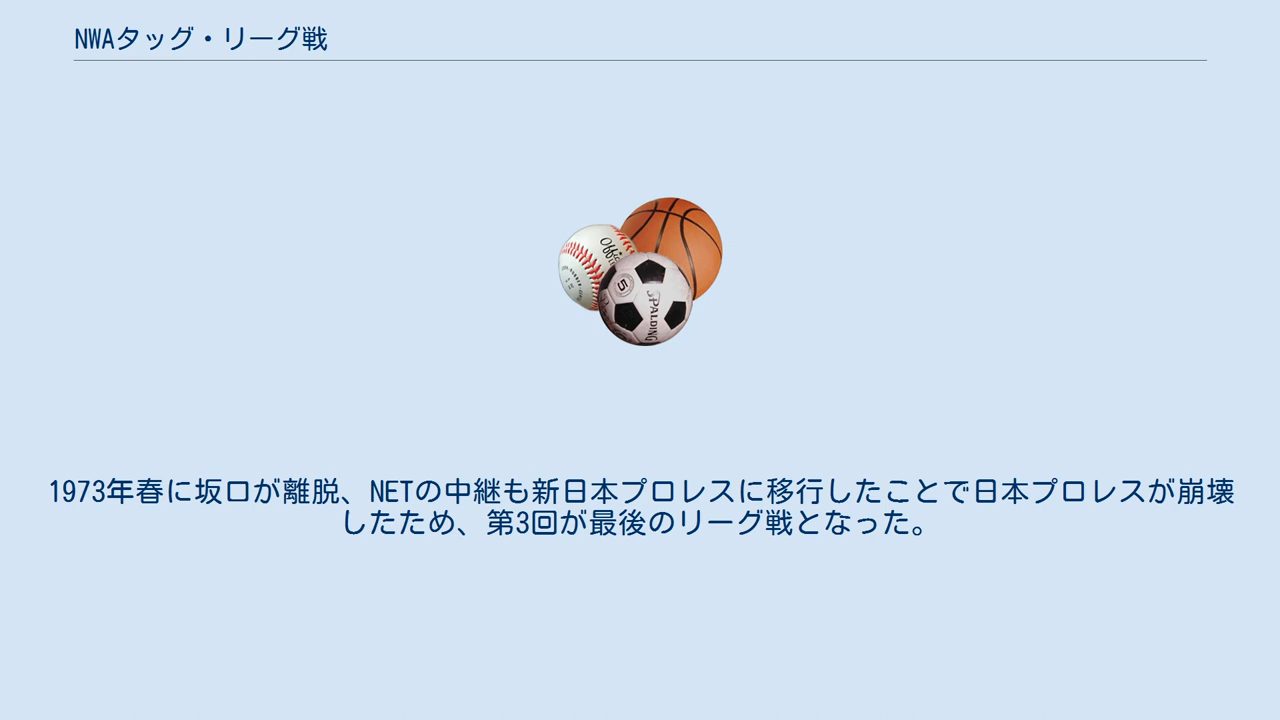 NWAタッグ・リーグ戦
Offic
5
SPALDING
1973年春に坂口が離脱、NETの中継も新日本プロレスに移行したことで日本プロレスが崩壊
したため、第3回が最後のリーグ戦となった。